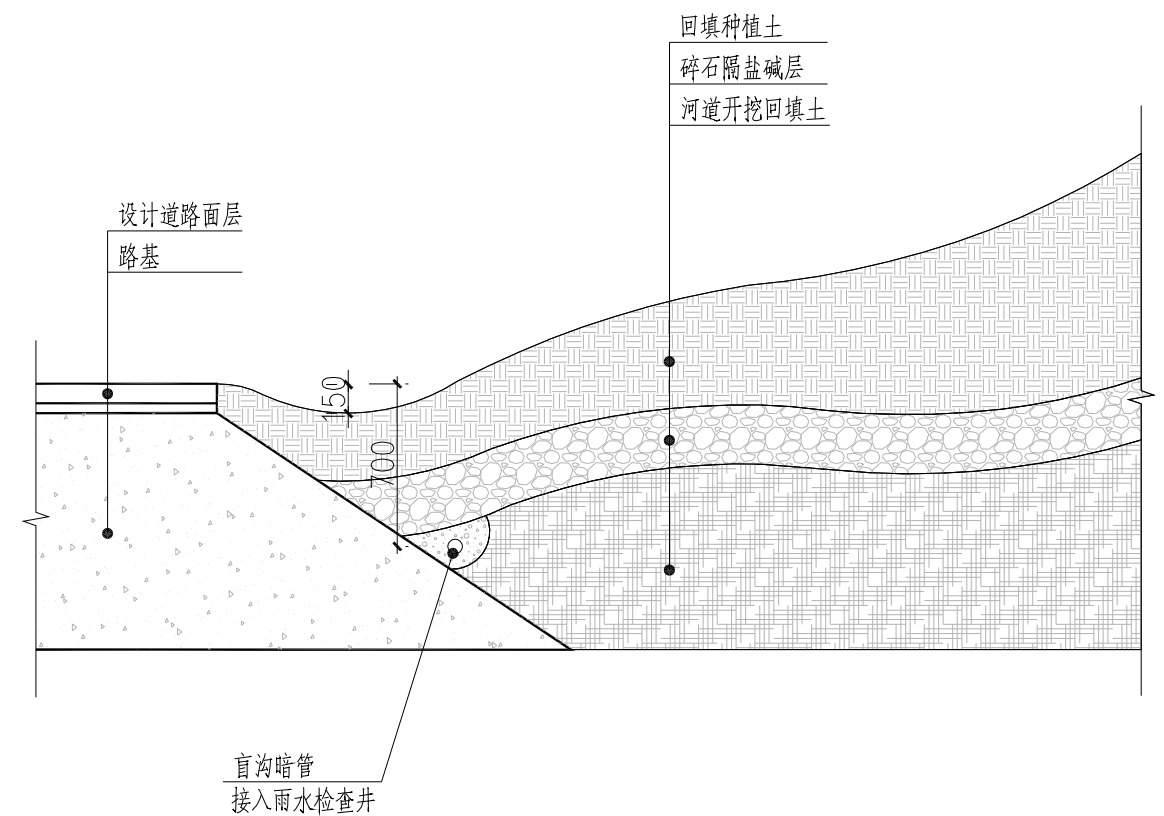 回填种植土
碎石隔盐碱层
河道开挖回填土
设计道路面层
路基
150
700
盲沟暗管
接入雨水检查井